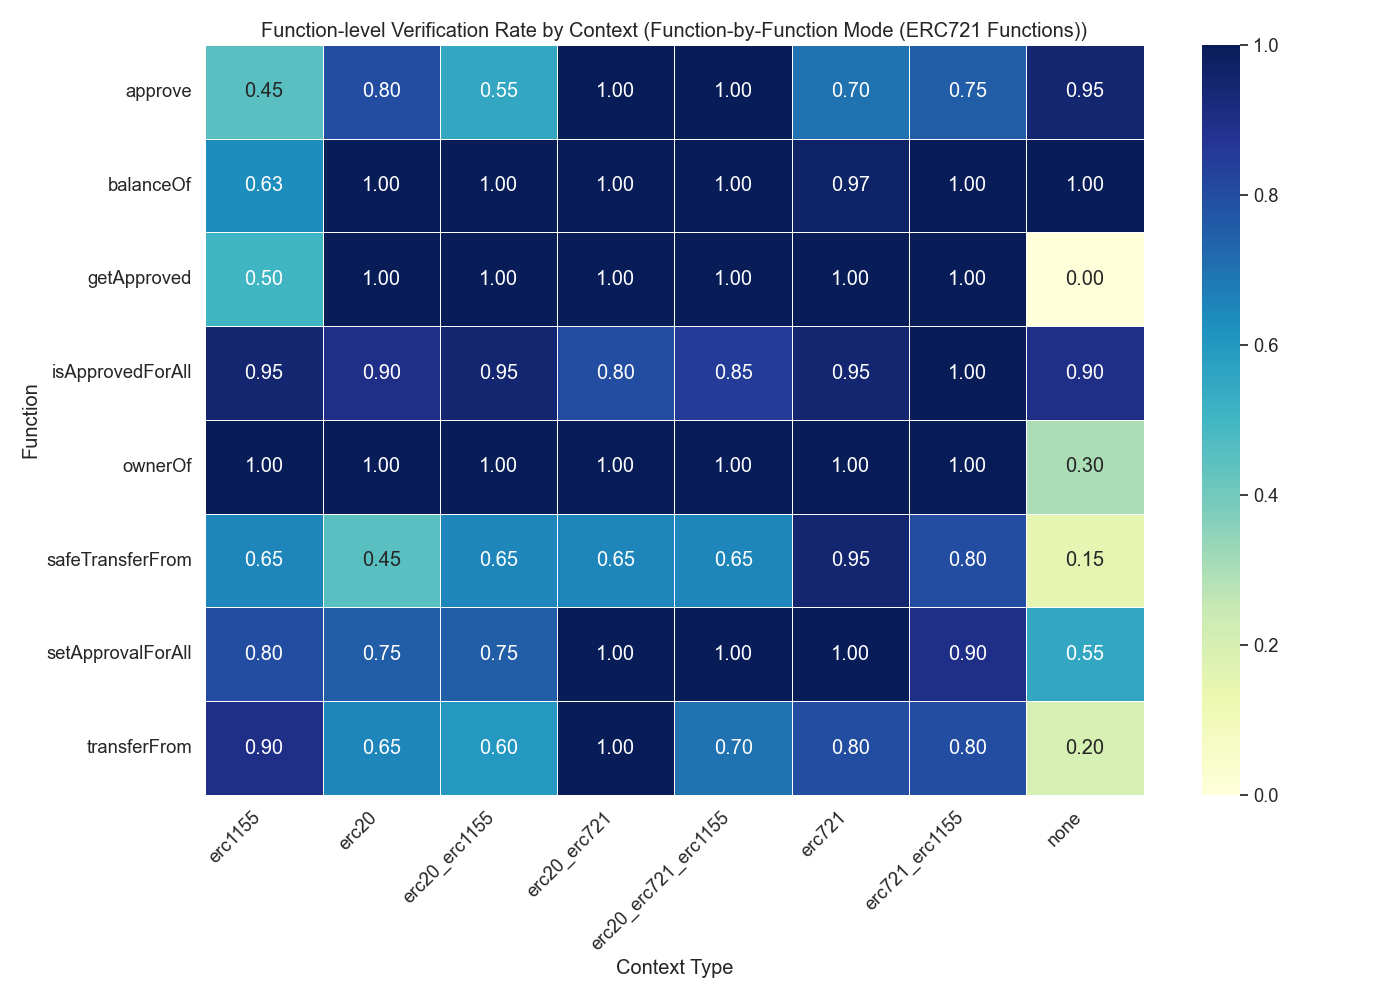 Function-level Verification Rate by Context (Function-by-Function Mode (ERC721 Functions))
Function
approve 0.45 0.80 0.55 1.00 1.00 0.70 0.75 0.95
balanceOf 0.63 1.00 1.00 1.00 1.00 0.97 1.00 1.00
getApproved 0.50 1.00 1.00 1.00 1.00 1.00 1.00 0.00
isApprovedForAll 0.95 0.90 0.95 0.80 0.85 0.95 1.00 0.90
ownerOf 1.00 1.00 1.00 1.00 1.00 1.00 1.00 0.30
safeTransferFrom 0.65 0.45 0.65 0.65 0.65 0.95 0.80 0.15
setApprovalForAll 0.80 0.75 0.75 1.00 1.00 1.00 0.90 0.55
transferFrom 0.90 0.65 0.60 1.00 0.70 0.80 0.80 0.20
erc1155 erc20 erc20_erc1155 erc20_erc721 erc20_erc721_erc1155 erc721 erc721_erc1155 none
Context Type
1.0
0.8
0.6
0.4
0.2
0.0